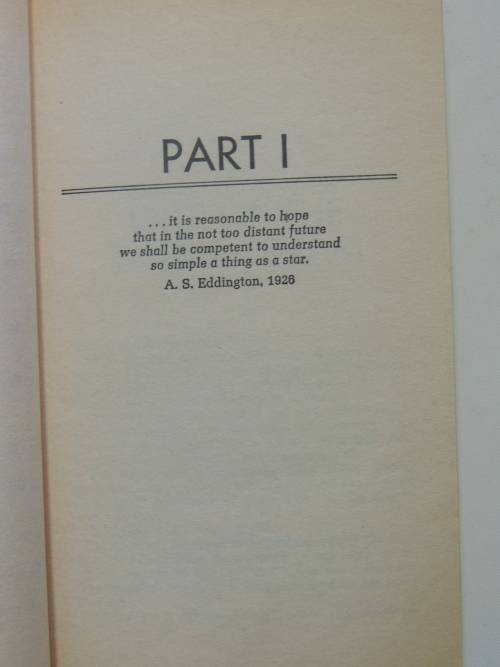 PART I
...it is reasonable to hope
that in the not too distant future
we shall be competent to understand
so simple a thing as a star.
A. S. Eddington, 1926